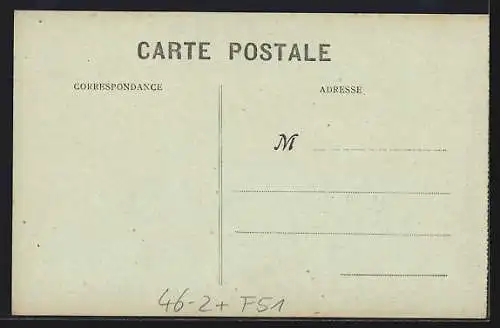 CARTE POSTALE
CORRESPONDANCE
ADRESSE
M
46-2+ F51